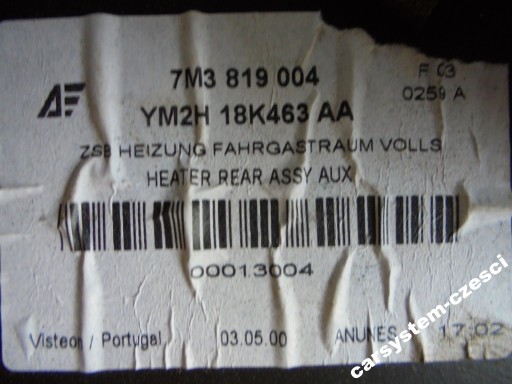 7M3 819 004
F 03
0259 A
AF
YM2H 18K463 AA
ZSB HEIZUNG FAHRGASTRAUM VOLLS
HEATER REAR ASSY AUX
00013004
Visteon / Portugal 03.05.00 ANUNES 17:02
carsystem-czesci